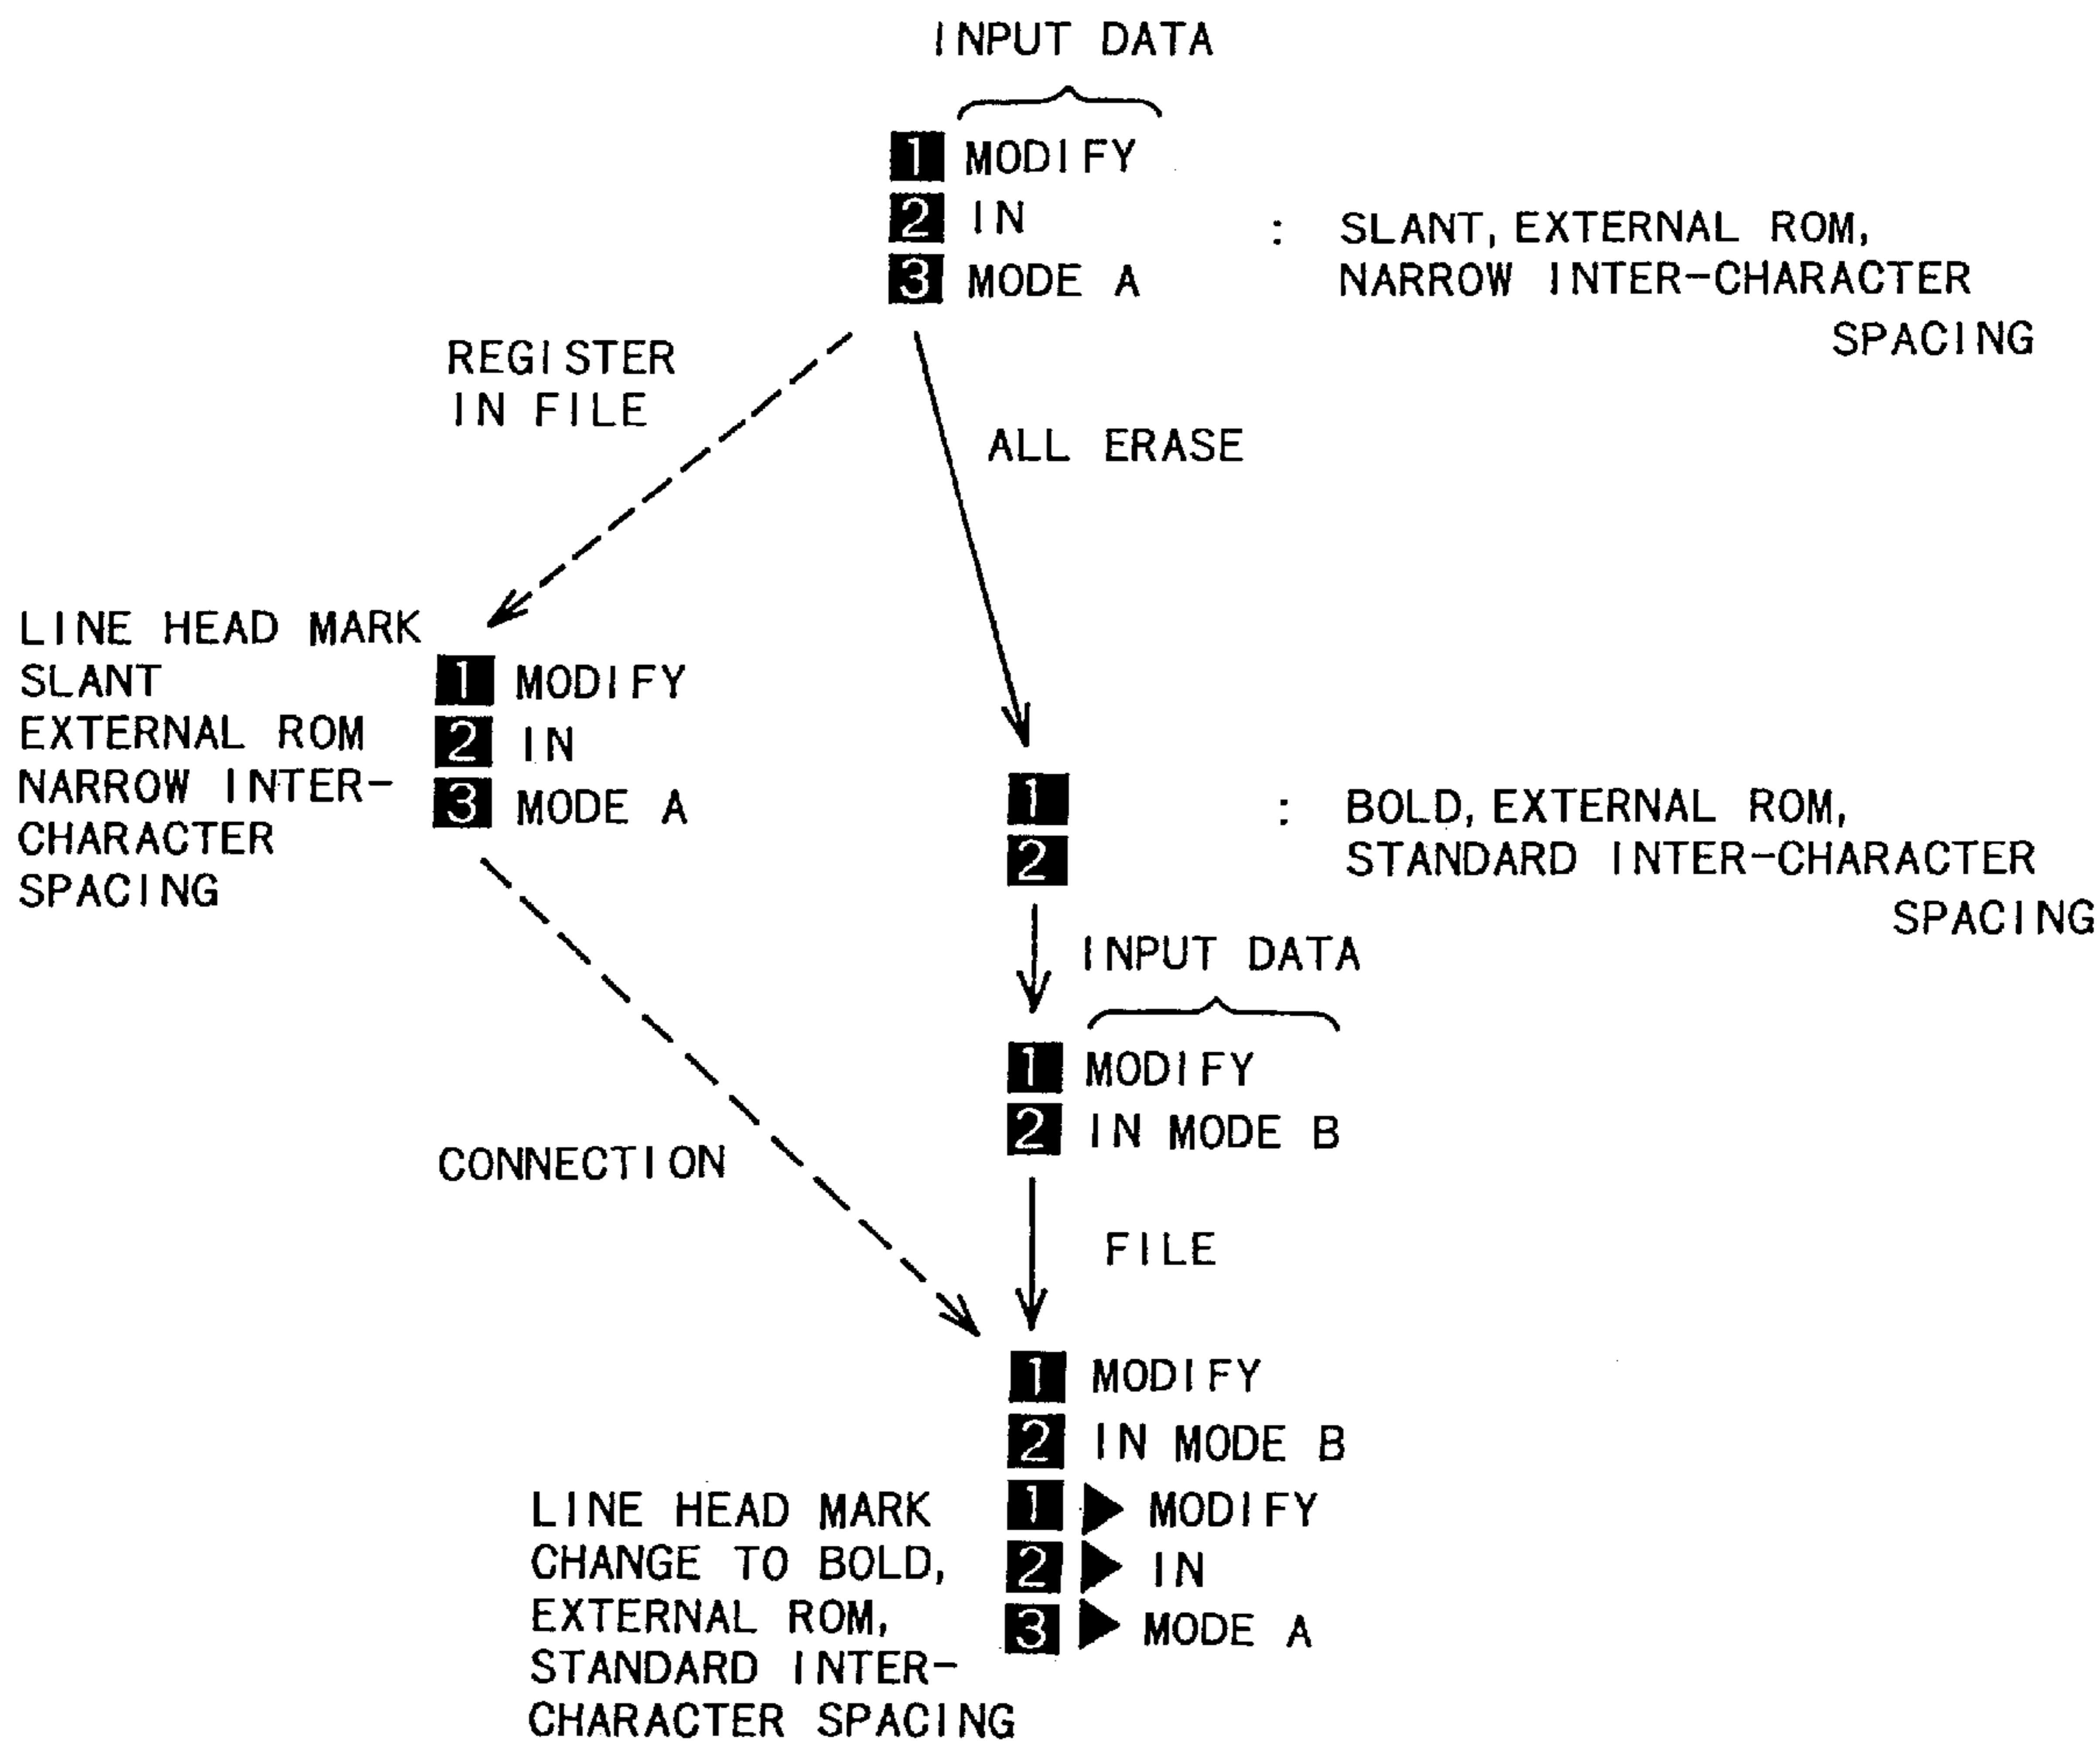 INPUT DATA
1 MODIFY
2 IN
3 MODE A
: SLANT, EXTERNAL ROM,
NARROW INTER-CHARACTER
SPACING
REGISTER
IN FILE
ALL ERASE
LINE HEAD MARK
SLANT
EXTERNAL ROM
NARROW INTER-
CHARACTER
SPACING
1 MODIFY
2 IN
3 MODE A
1
2
: BOLD, EXTERNAL ROM,
STANDARD INTER-CHARACTER
SPACING
INPUT DATA
1 MODIFY
2 IN MODE B
CONNECTION
FILE
1 MODIFY
2 IN MODE B
1 ▶ MODIFY
2 ▶ IN
3 ▶ MODE A
LINE HEAD MARK
CHANGE TO BOLD,
EXTERNAL ROM,
STANDARD INTER-
CHARACTER SPACING